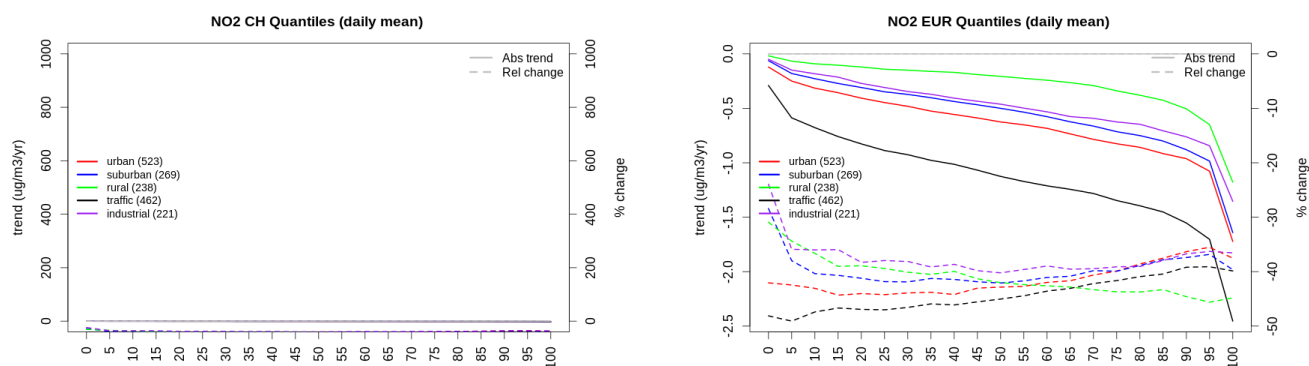 NO2 CH Quantiles (daily mean)
trend (ug/m3/yr)
1000
800
600
400
200
0
Abs trend
Rel change
urban (523)
suburban (269)
rural (238)
traffic (462)
industrial (221)
1000
800
600
400
200
0
% change
0 5 10 15 20 25 30 35 40 45 50 55 60 65 70 75 80 85 90 95 100
NO2 EUR Quantiles (daily mean)
trend (ug/m3/yr)
0.0
-0.5
-1.0
-1.5
-2.0
-2.5
Abs trend
Rel change
urban (523)
suburban (269)
rural (238)
traffic (462)
industrial (221)
0
-10
-20
-30
-40
-50
% change
0 5 10 15 20 25 30 35 40 45 50 55 60 65 70 75 80 85 90 95 100